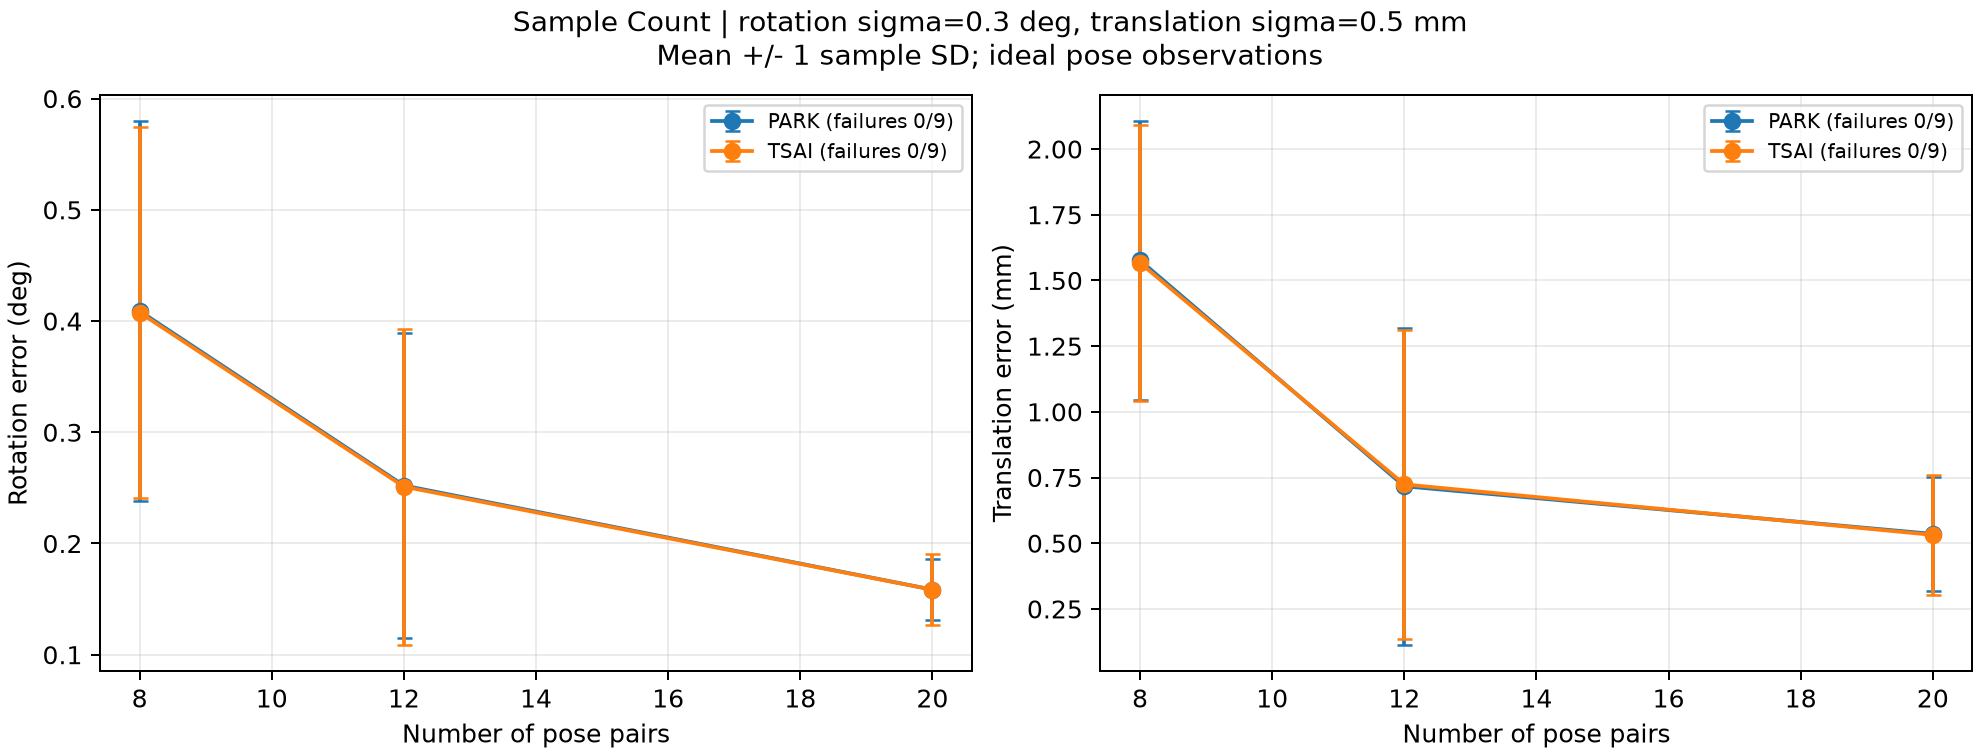 Sample Count | rotation sigma=0.3 deg, translation sigma=0.5 mm
Mean +/- 1 sample SD; ideal pose observations
Rotation error (deg)
0.6
0.5
0.4
0.3
0.2
0.1
PARK (failures 0/9)
TSAI (failures 0/9)
8
10
12
14
16
18
20
Number of pose pairs
Translation error (mm)
2.00
1.75
1.50
1.25
1.00
0.75
0.50
0.25
PARK (failures 0/9)
TSAI (failures 0/9)
8
10
12
14
16
18
20
Number of pose pairs